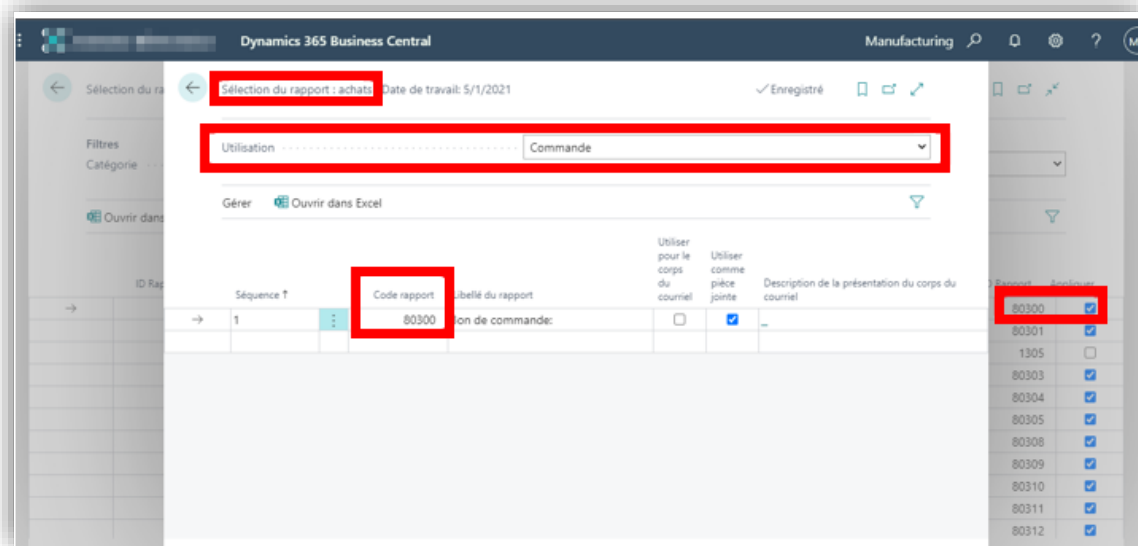 Dynamics 365 Business Central
Manufacturing
?
M
Sélection du ra
Sélection du rapport : achats
Date de travail: 5/1/2021
Enregistré
Filtres
Catégorie
Utilisation
Commande
Ouvrir dans
Gérer
Ouvrir dans Excel
ID Rap
Séquence ↑
Code rapport
Libellé du rapport
Utiliser
pour le
corps
du
courriel
Utiliser
comme
pièce
jointe
Description de la présentation du corps du
courriel
Rapport
Appliquer
→
→
1
80300
on de commande:
_
80300
80301
1305
80303
80304
80305
80308
80309
80310
80311
80312